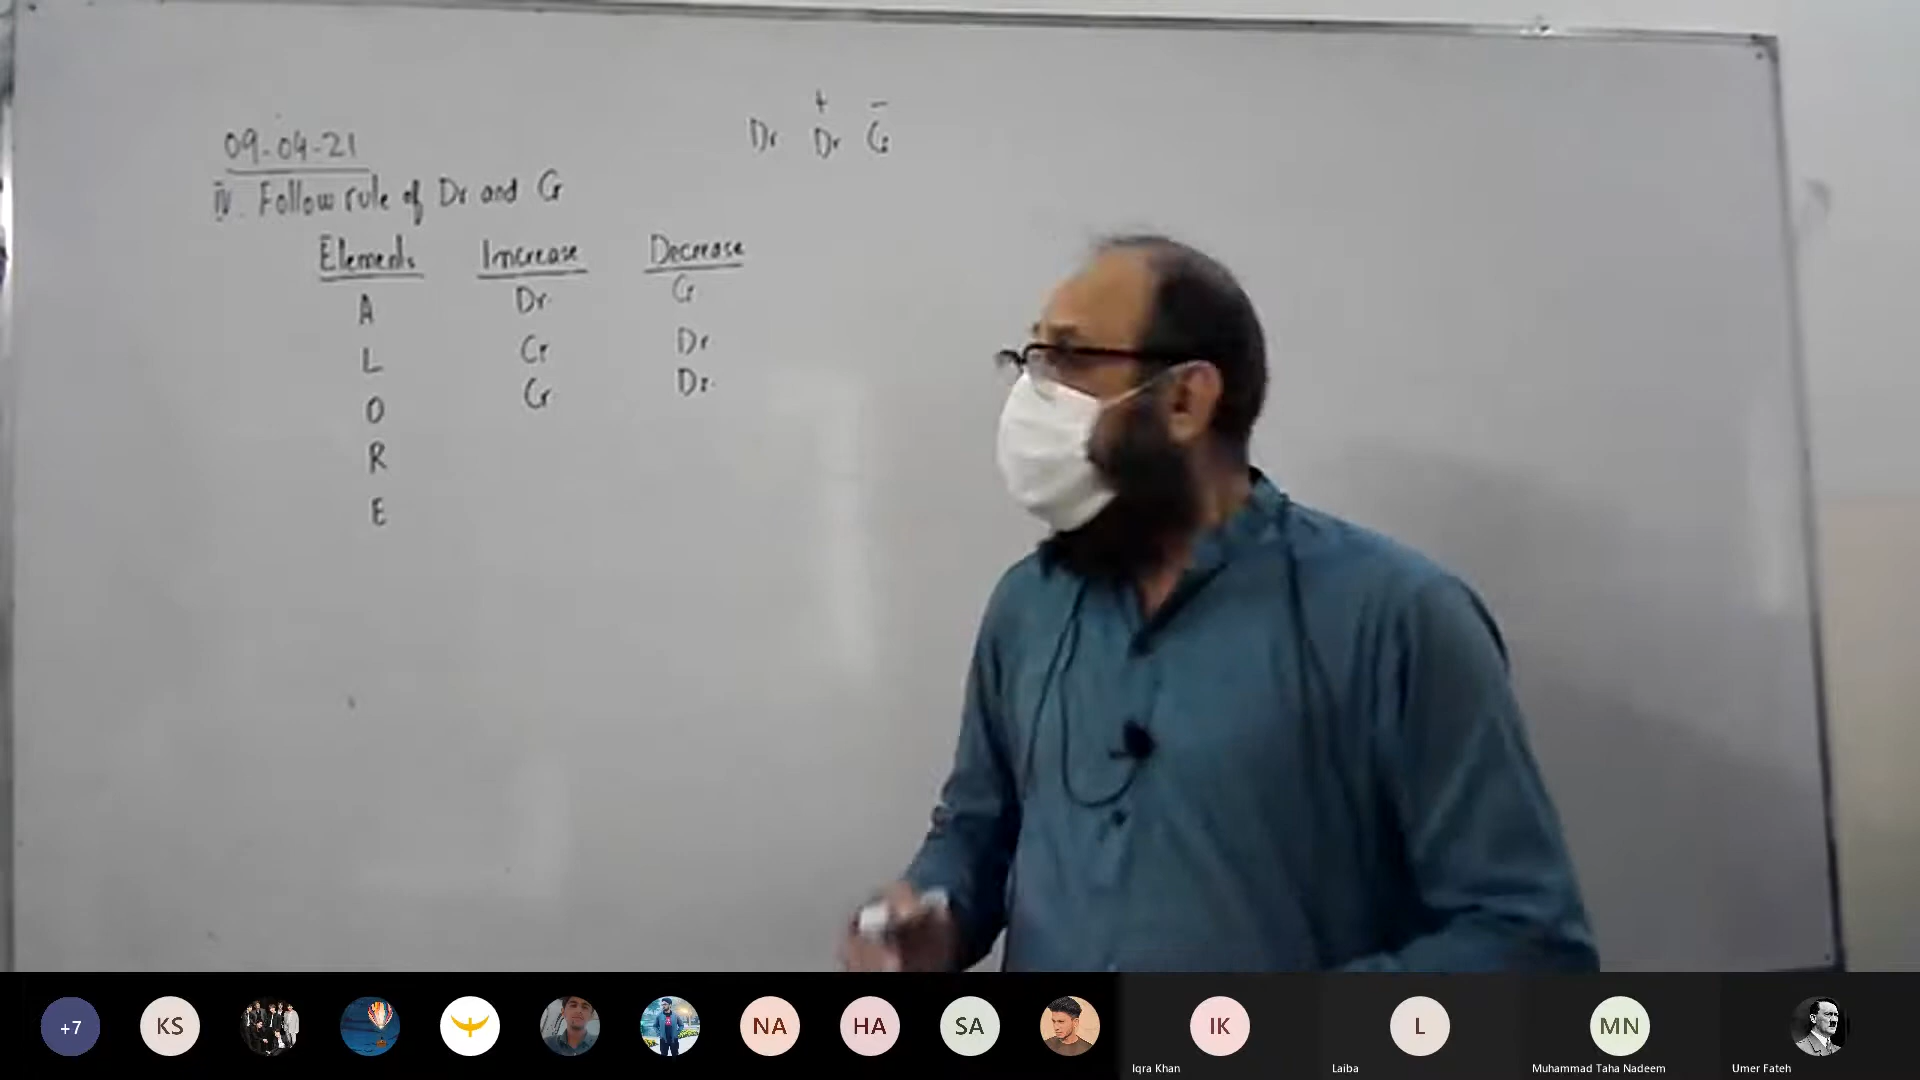 + −
Dr Dr Cr
09-04-21
iv. Follow rule of Dr and Cr
Elements Increase Decrease
A Dr Cr
L Cr Dr
O Cr Dr
R
E
+7 KS NA HA SA IK L MN
Iqra Khan Laiba Muhammad Taha Nadeem Umer Fateh